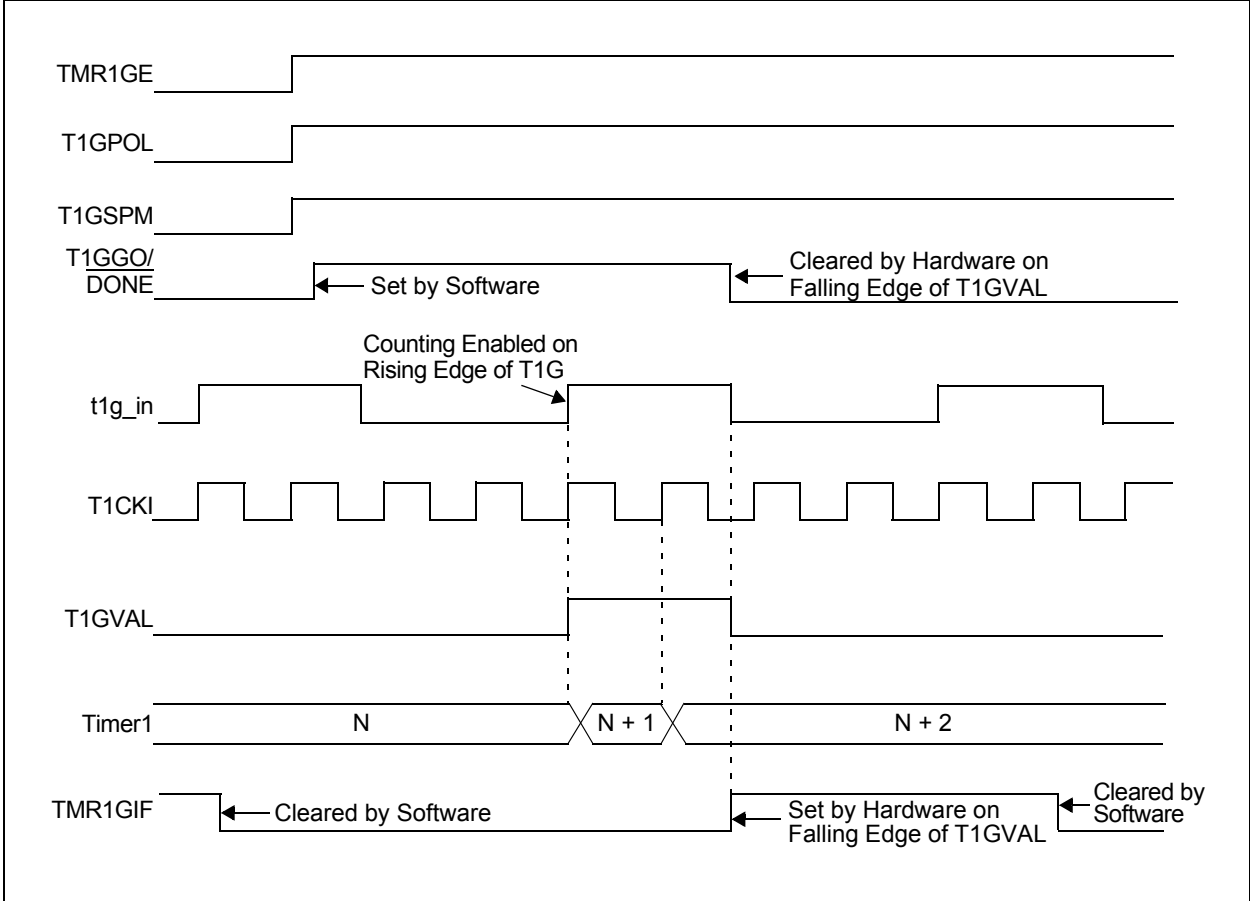 TMR1GE
T1GPOL
T1GSPM
T1GGO/
DONE
Set by Software
Cleared by Hardware on
Falling Edge of T1GVAL
Counting Enabled on
Rising Edge of T1G
t1g_in
T1CKI
T1GVAL
Timer1
N
N + 1
N + 2
TMR1GIF
Cleared by Software
Set by Hardware on
Falling Edge of T1GVAL
Cleared by
Software